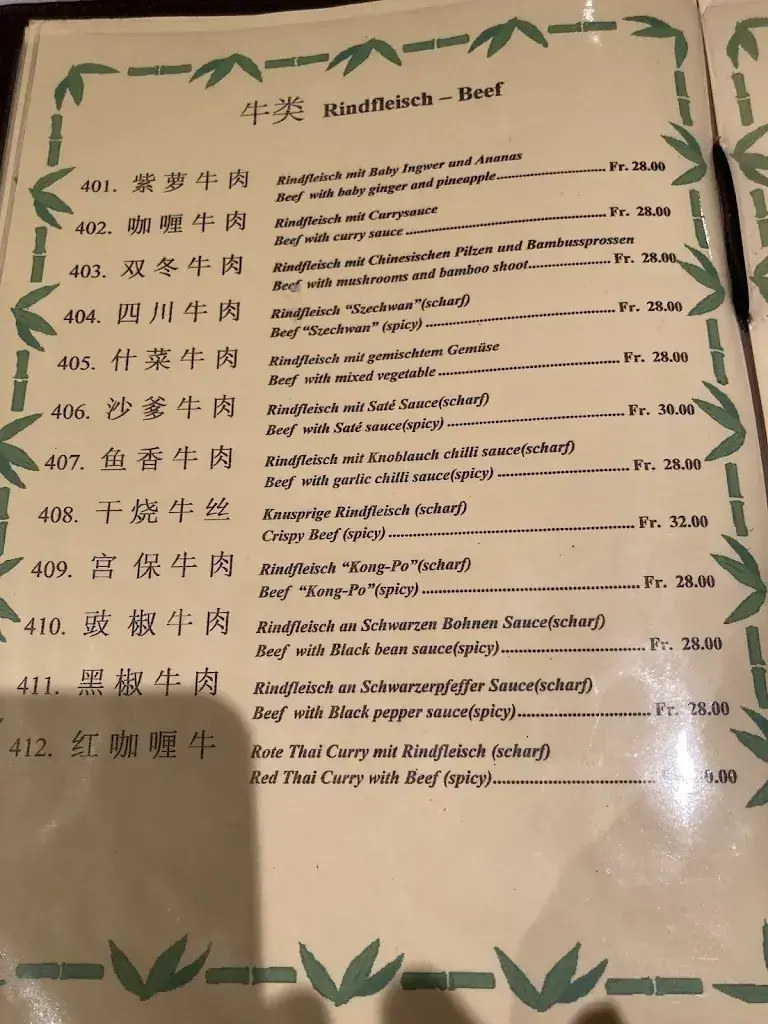 牛类 Rindfleisch – Beef
401. 紫萝牛肉 Rindfleisch mit Baby Ingwer und Ananas
Beef with baby ginger and pineapple Fr. 28.00
402. 咖喱牛肉 Rindfleisch mit Currysauce
Beef with curry sauce Fr. 28.00
403. 双冬牛肉 Rindfleisch mit Chinesischen Pilzen und Bambussprossen
Beef with mushrooms and bamboo shoot Fr. 28.00
404. 四川牛肉 Rindfleisch “Szechwan”(scharf)
Beef “Szechwan” (spicy) Fr. 28.00
405. 什菜牛肉 Rindfleisch mit gemischtem Gemüse
Beef with mixed vegetable Fr. 28.00
406. 沙爹牛肉 Rindfleisch mit Saté Sauce(scharf)
Beef with Saté sauce(spicy) Fr. 30.00
407. 鱼香牛肉 Rindfleisch mit Knoblauch chilli sauce(scharf)
Beef with garlic chilli sauce(spicy) Fr. 28.00
408. 干烧牛丝 Knusprige Rindfleisch (scharf)
Crispy Beef (spicy) Fr. 32.00
409. 宫保牛肉 Rindfleisch “Kong-Po”(scharf)
Beef “Kong-Po”(spicy) Fr. 28.00
410. 豉椒牛肉 Rindfleisch an Schwarzen Bohnen Sauce(scharf)
Beef with Black bean sauce(spicy) Fr. 28.00
411. 黑椒牛肉 Rindfleisch an Schwarzerpfeffer Sauce(scharf)
Beef with Black pepper sauce(spicy) Fr. 28.00
412. 红咖喱牛 Rote Thai Curry mit Rindfleisch (scharf)
Red Thai Curry with Beef (spicy)